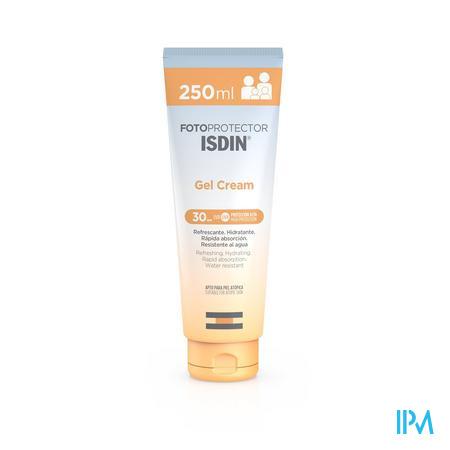 250ml
FOTOPROTECTOR
ISDIN®
Gel Cream
30
Refrescante, Hidratante,
Rápida absorción,
Resistente al agua
Refreshing, Hydrating,
Rapid absorption,
Water resistant
APTO PARA PIEL ATÓPICA
SUITABLE FOR ATOPIC SKIN
IPM